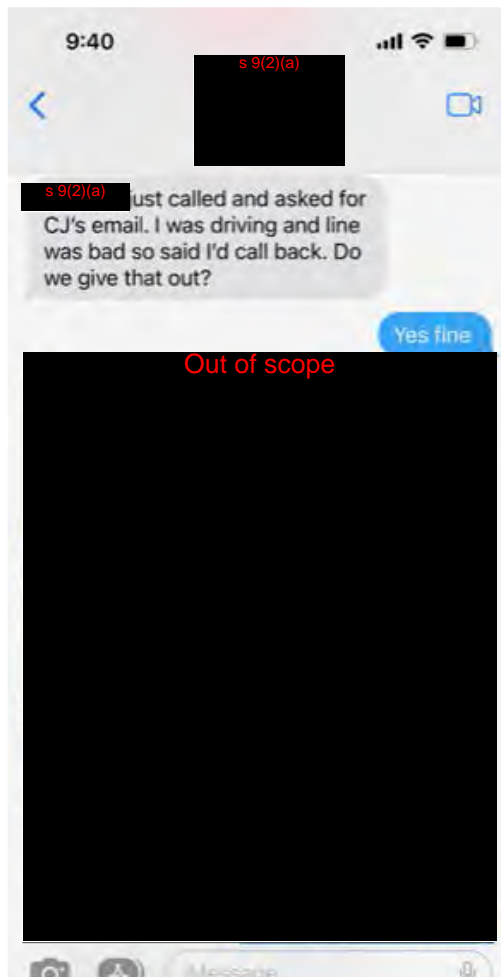 9:40
s 9(2)(a)
s 9(2)(a) just called and asked for
CJ's email. I was driving and line
was bad so said I'd call back. Do
we give that out?
Yes fine
Out of scope
Message